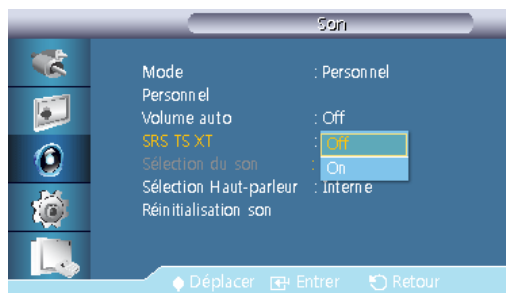 Son
Mode : Personnel
Personnel
Volume auto : Off
SRS TS XT : Off
On
Sélection du son :
Sélection Haut-parleur : Interne
Réinitialisation son
Déplacer Entrer Retour